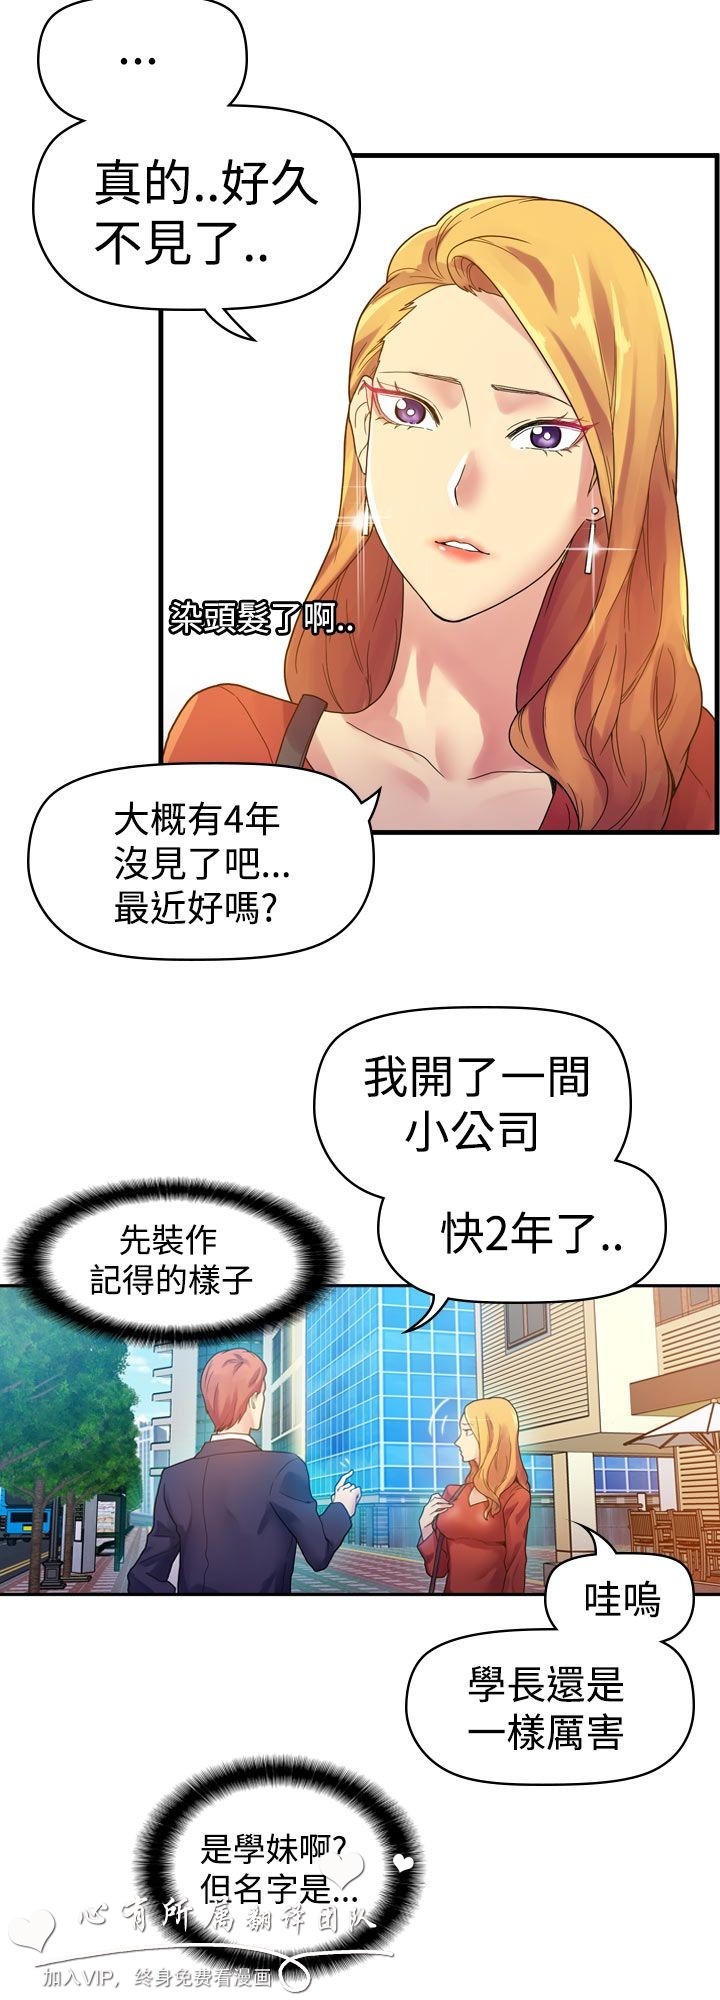 ...
真的..好久
不見了..
染頭髮了啊..
大概有4年
沒見了吧...
最近好嗎?
我開了一間
小公司
快2年了..
先裝作
記得的樣子
哇嗚
學長還是
一樣厲害
是學妹啊?
但名字是...
心有所属翻译团队
加入VIP，终身免费看漫画